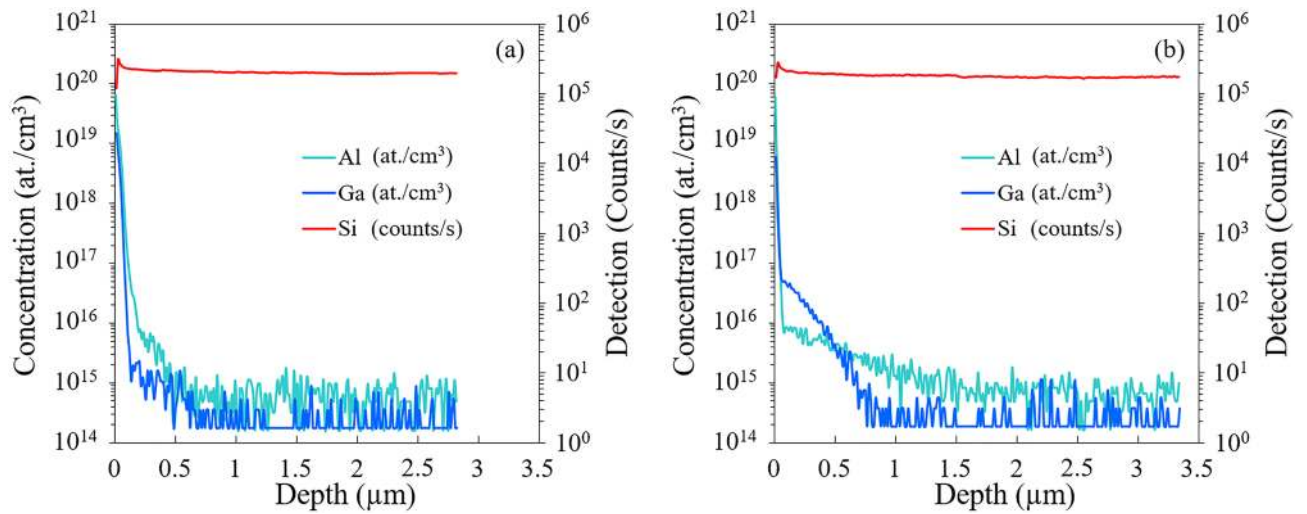 (a)
Concentration (at./cm³)
10²¹
10²⁰
10¹⁹
10¹⁸
10¹⁷
10¹⁶
10¹⁵
10¹⁴
Al (at./cm³)
Ga (at./cm³)
Si (counts/s)
10⁶
10⁵
10⁴
10³
10²
10¹
10⁰
Detection (Counts/s)
0 0.5 1 1.5 2 2.5 3 3.5
Depth (µm)
(b)
Concentration (at./cm³)
10²¹
10²⁰
10¹⁹
10¹⁸
10¹⁷
10¹⁶
10¹⁵
10¹⁴
Al (at./cm³)
Ga (at./cm³)
Si (counts/s)
10⁶
10⁵
10⁴
10³
10²
10¹
10⁰
Detection (Counts/s)
0 0.5 1 1.5 2 2.5 3 3.5
Depth (µm)